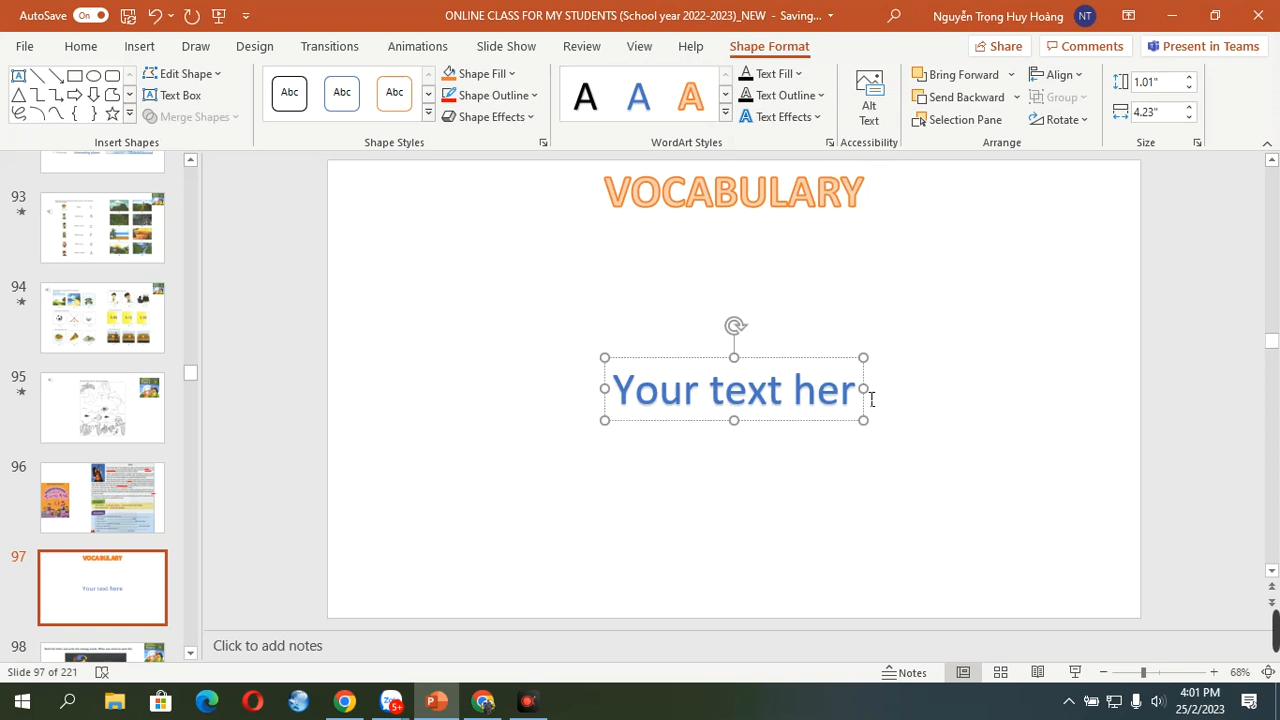 AutoSave On
ONLINE CLASS FOR MY STUDENTS (School year 2022-2023)_NEW - Saving...
Nguyễn Trọng Huy Hoàng NT
File Home Insert Draw Design Transitions Animations Slide Show Review View Help Shape Format
Share Comments Present in Teams
Edit Shape
Text Box
Merge Shapes
Insert Shapes
Abc Abc Abc
Shape Fill
Shape Outline
Shape Effects
Shape Styles
A A A
Text Fill
Text Outline
Text Effects
WordArt Styles
Alt
Text
Accessibility
Bring Forward
Send Backward
Selection Pane
Align
Group
Rotate
Arrange
1.01"
4.23"
Size
93
94
95
96
97
VOCABULARY
Your text here
98
VOCABULARY
Your text her
Click to add notes
Slide 97 of 221
Notes
68%
5+
4:01 PM
25/2/2023